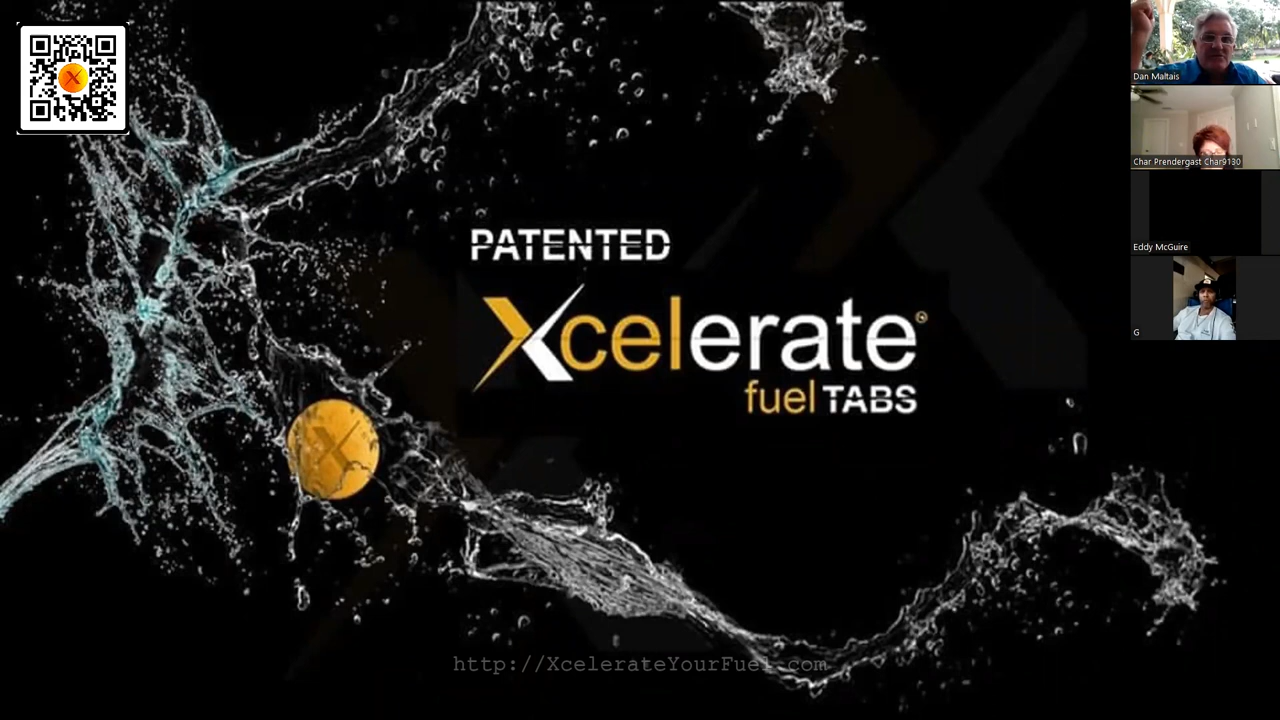 PATENTED
Xcelerate®
fuel TABS
http://XcelerateYourFuel.com
Dan Maltais
Char Prendergast Char9130
Eddy McGuire
G